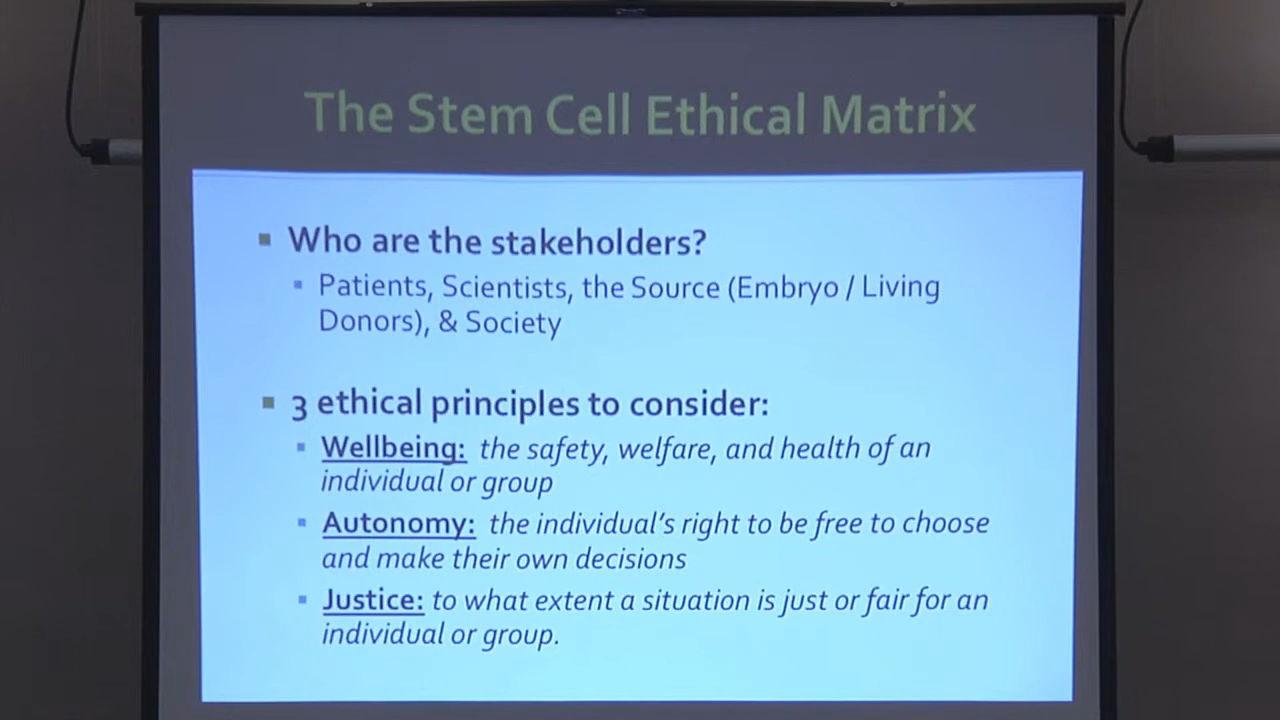 The Stem Cell Ethical Matrix
Who are the stakeholders?
Patients, Scientists, the Source (Embryo / Living
Donors), & Society
3 ethical principles to consider:
Wellbeing: the safety, welfare, and health of an
individual or group
Autonomy: the individual's right to be free to choose
and make their own decisions
Justice: to what extent a situation is just or fair for an
individual or group.